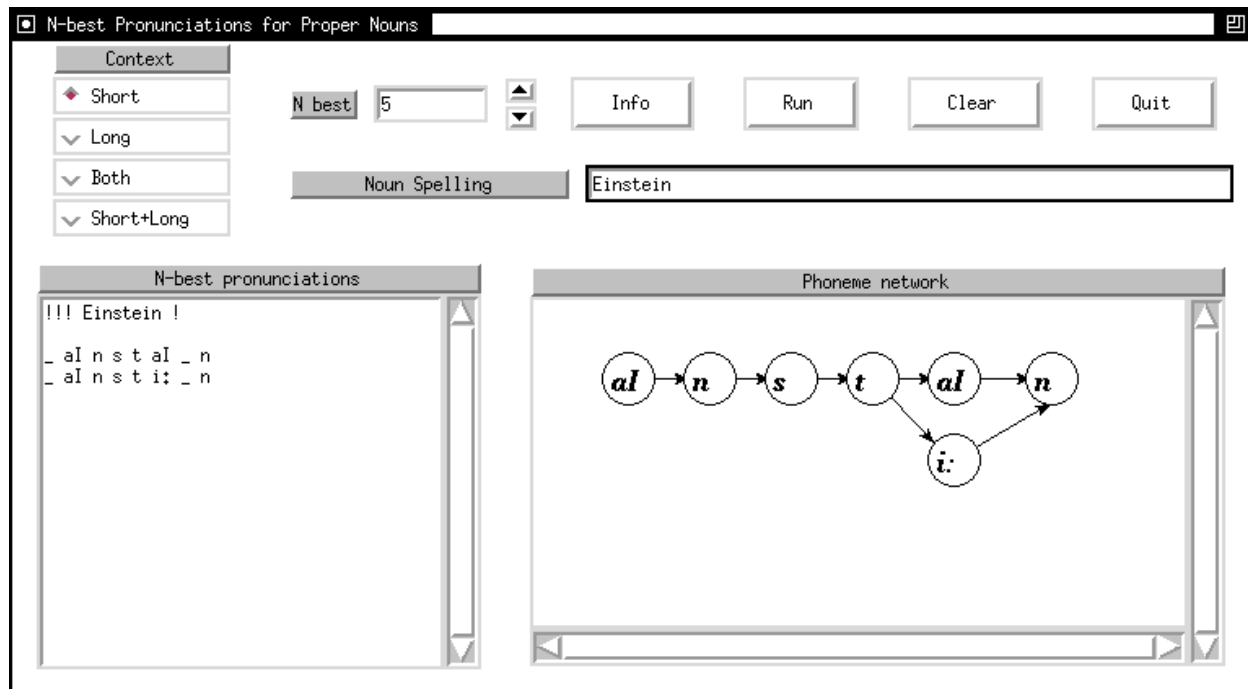 N-best Pronunciations for Proper Nouns
Context
Short
Long
Both
Short+Long
N best 5 Info Run Clear Quit
Noun Spelling Einstein
N-best pronunciations
!!! Einstein !
_ aI n s t aI _ n
_ aI n s t i: _ n
Phoneme network
aI n s t aI n
i: